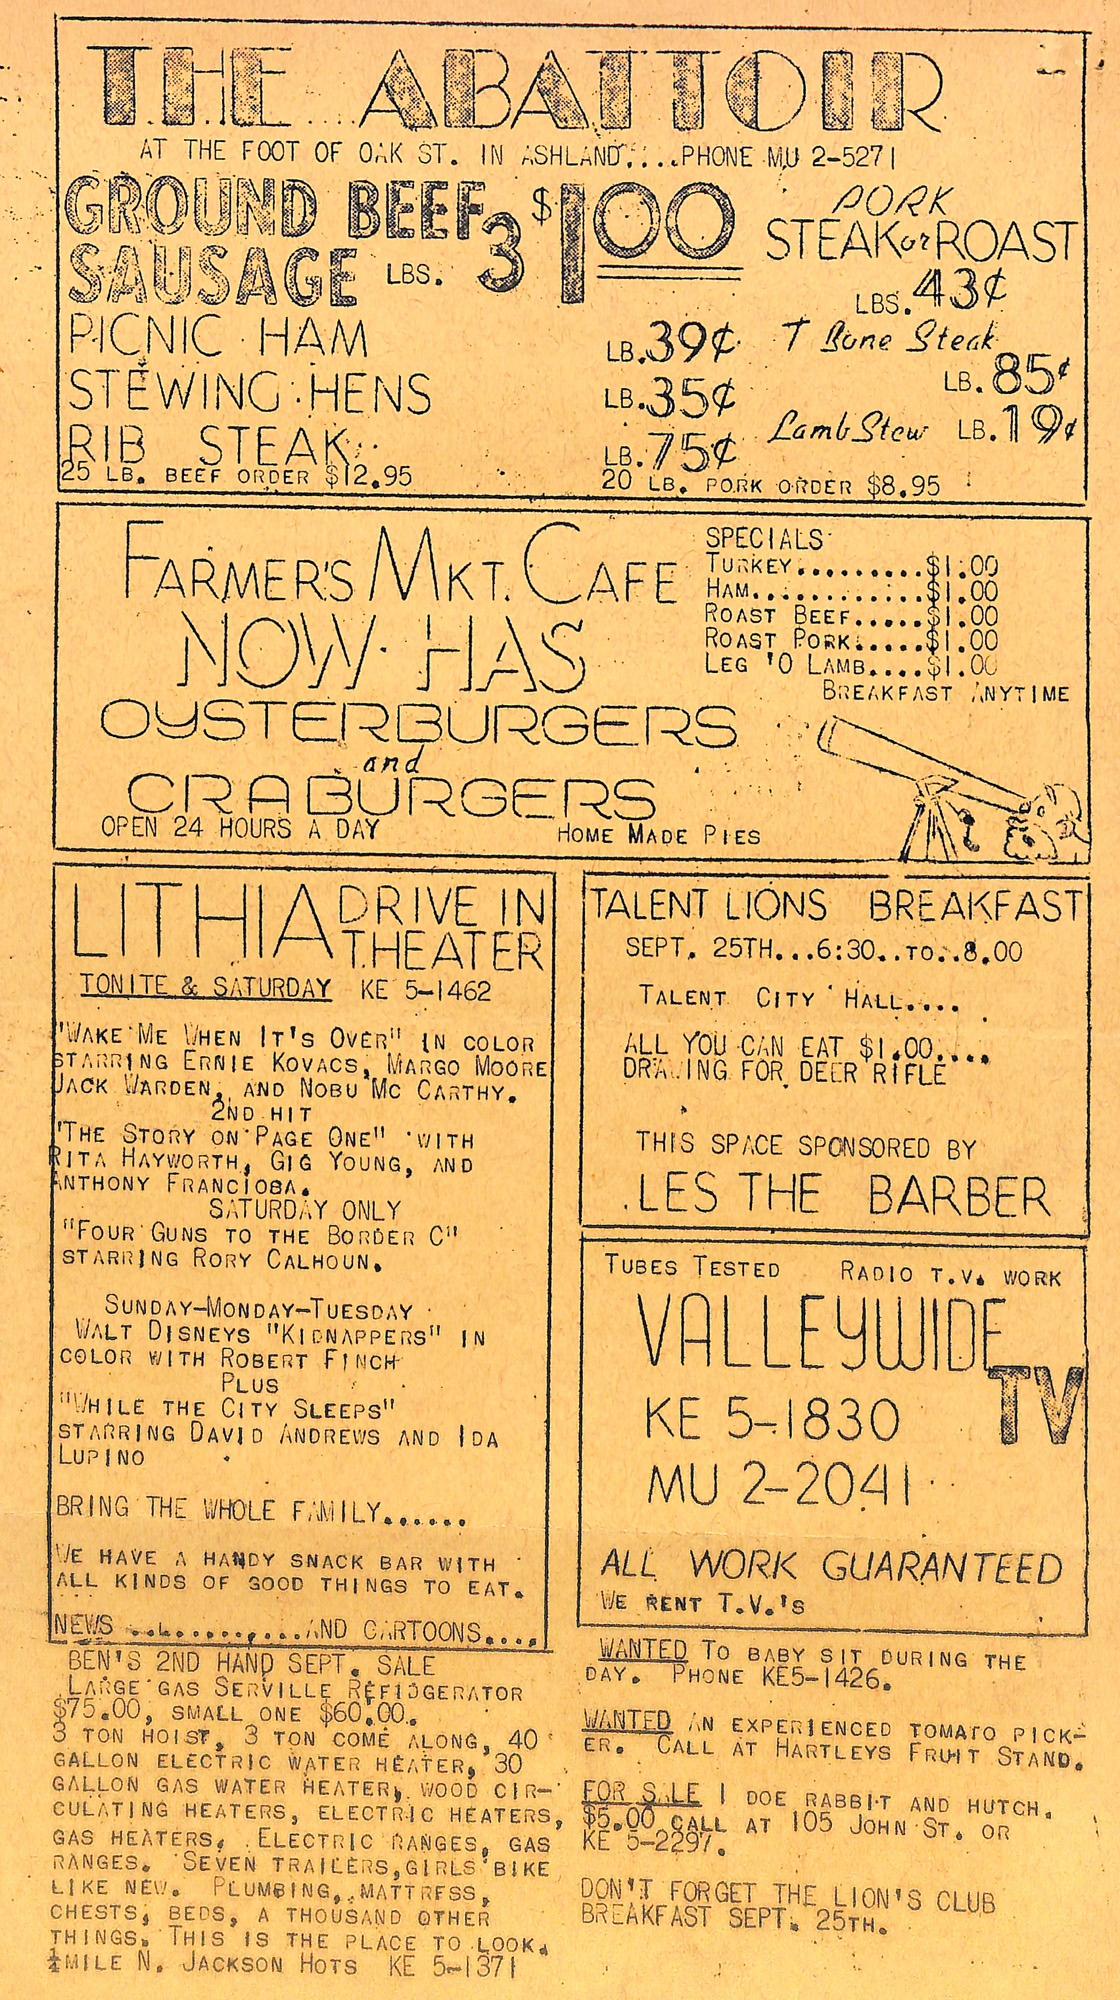 THE ABATTOIR
AT THE FOOT OF OAK ST. IN ASHLAND....PHONE MU 2-5271
GROUND BEEF
SAUSAGE LBS. 3 $1.00
PICNIC HAM LB. 39¢
STEWING HENS LB. 35¢
RIB STEAK LB. 75¢
25 LB. BEEF ORDER $12.95
PORK
STEAK or ROAST
LBS. 43¢
T Bone Steak
LB. 85¢
Lamb Stew LB. 19¢
20 LB. PORK ORDER $8.95
FARMER'S MKT. CAFE
NOW HAS
OYSTERBURGERS
and
CRABURGERS
OPEN 24 HOURS A DAY
HOME MADE PIES
SPECIALS
TURKEY..........$1.00
HAM.............$1.00
ROAST BEEF.....$1.00
ROAST PORK.....$1.00
LEG 'O LAMB....$1.00
BREAKFAST ANYTIME
LITHIA DRIVE IN
THEATER
TONITE & SATURDAY KE 5-1462
"WAKE ME WHEN IT'S OVER" IN COLOR
STARRING ERNIE KOVACS, MARGO MOORE
JACK WARDEN, AND NOBU MC CARTHY.
2ND HIT
"THE STORY ON PAGE ONE" WITH
RITA HAYWORTH, GIG YOUNG, AND
ANTHONY FRANCIOSA.
SATURDAY ONLY
"FOUR GUNS TO THE BORDER C"
STARRING RORY CALHOUN.
SUNDAY-MONDAY-TUESDAY
WALT DISNEYS "KIDNAPPERS" IN
COLOR WITH ROBERT FINCH
PLUS
"WHILE THE CITY SLEEPS"
STARRING DAVID ANDREWS AND IDA
LUPINO
BRING THE WHOLE FAMILY......
WE HAVE A HANDY SNACK BAR WITH
ALL KINDS OF GOOD THINGS TO EAT.
NEWS ..............AND CARTOONS....
BEN'S 2ND HAND SEPT. SALE
LARGE GAS SERVILLE REFIDGERATOR
$75.00, SMALL ONE $60.00.
3 TON HOIST, 3 TON COME ALONG, 40
GALLON ELECTRIC WATER HEATER, 30
GALLON GAS WATER HEATER, WOOD CIR-
CULATING HEATERS, ELECTRIC HEATERS,
GAS HEATERS. ELECTRIC RANGES, GAS
RANGES. SEVEN TRAILERS, GIRLS BIKE
LIKE NEW. PLUMBING, MATTRESS,
CHESTS, BEDS, A THOUSAND OTHER
THINGS. THIS IS THE PLACE TO LOOK.
½MILE N. JACKSON HOTS KE 5-1371
TALENT LIONS BREAKFAST
SEPT. 25TH...6:30..TO..8.00
TALENT CITY HALL....
ALL YOU CAN EAT $1.00....
DRAWING FOR DEER RIFLE
THIS SPACE SPONSORED BY
LES THE BARBER
TUBES TESTED RADIO T.V. WORK
VALLEYWIDE
TV
KE 5-1830
MU 2-2041
ALL WORK GUARANTEED
WE RENT T.V.'S
WANTED TO BABY SIT DURING THE
DAY. PHONE KE5-1426.
WANTED AN EXPERIENCED TOMATO PICK-
ER. CALL AT HARTLEYS FRUIT STAND.
FOR SALE 1 DOE RABBIT AND HUTCH.
$5.00 CALL AT 105 JOHN ST. OR
KE 5-2297.
DON'T FORGET THE LION'S CLUB
BREAKFAST SEPT. 25TH.